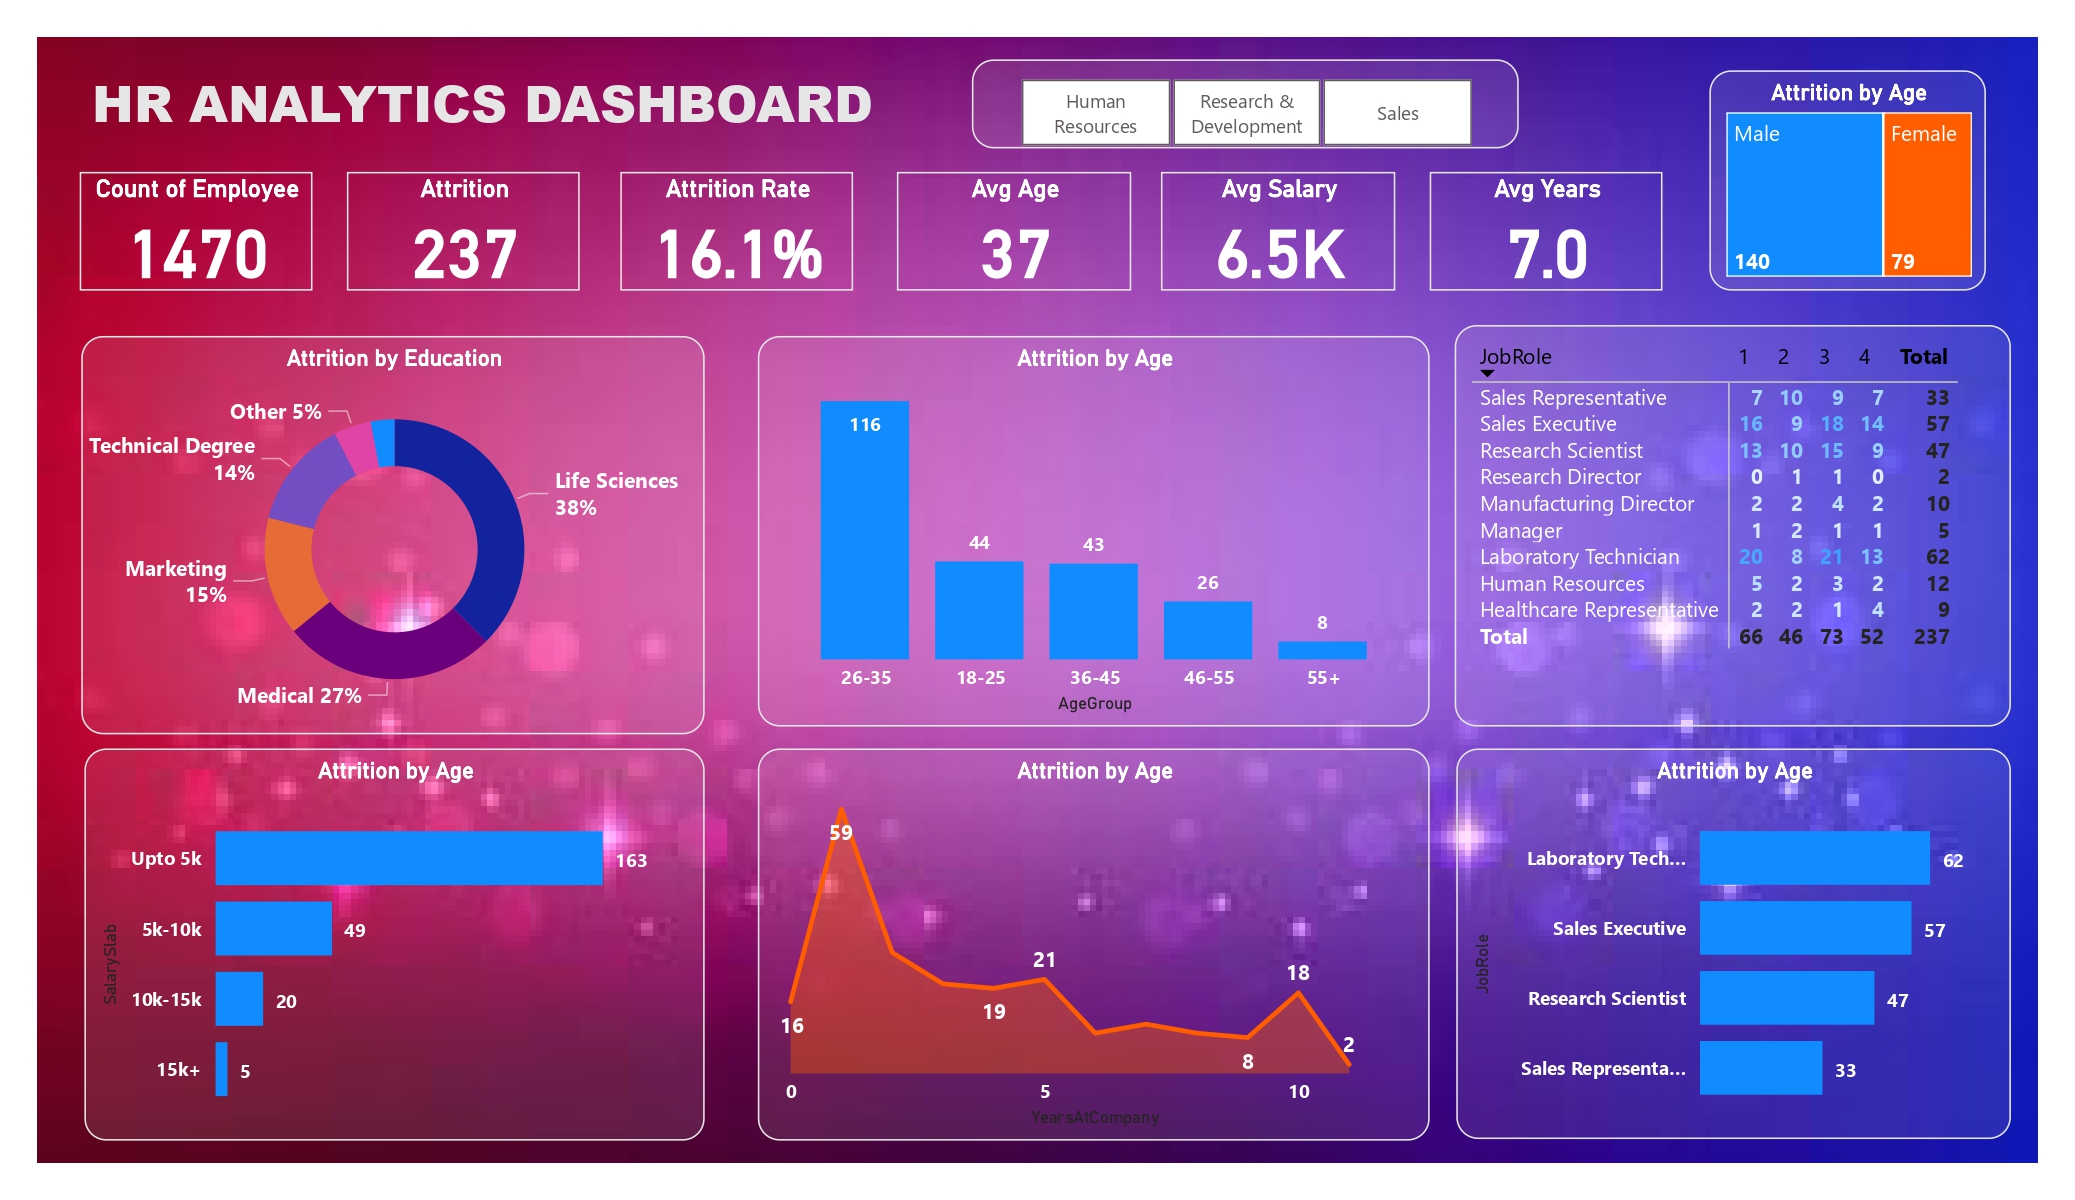 HR ANALYTICS DASHBOARD
Human
Resources
Research &
Development
Sales
Attrition by Age
Male
Female
140
79
Count of Employee
1470
Attrition
237
Attrition Rate
16.1%
Avg Age
37
Avg Salary
6.5K
Avg Years
7.0
Attrition by Education
Other 5%
Technical Degree
14%
Life Sciences
38%
Marketing
15%
Medical 27%
Attrition by Age
116
44
43
26
8
26-35 18-25 36-45 46-55 55+
AgeGroup
JobRole 1 2 3 4 Total
Sales Representative 7 10 9 7 33
Sales Executive 16 9 18 14 57
Research Scientist 13 10 15 9 47
Research Director 0 1 1 0 2
Manufacturing Director 2 2 4 2 10
Manager 1 2 1 1 5
Laboratory Technician 20 8 21 13 62
Human Resources 5 2 3 2 12
Healthcare Representative 2 2 1 4 9
Total 66 46 73 52 237
Attrition by Age
SalarySlab
Upto 5k 163
5k-10k 49
10k-15k 20
15k+ 5
Attrition by Age
59
21
18
16
19
8
2
0 5 10
YearsAtCompany
Attrition by Age
JobRole
Laboratory Tech... 62
Sales Executive 57
Research Scientist 47
Sales Representa... 33